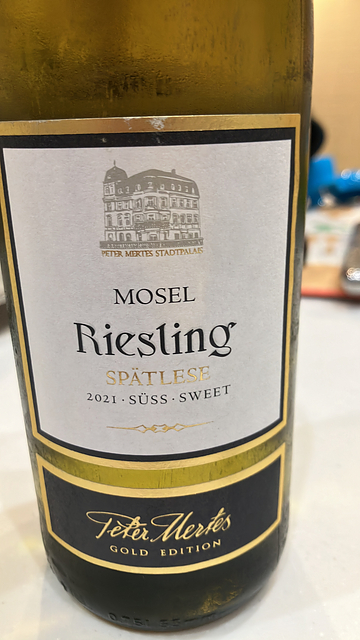 PETER MERTES STADTPALAIS
MOSEL
Riesling
SPÄTLESE
2021 · SÜSS · SWEET
Peter Mertes
GOLD EDITION